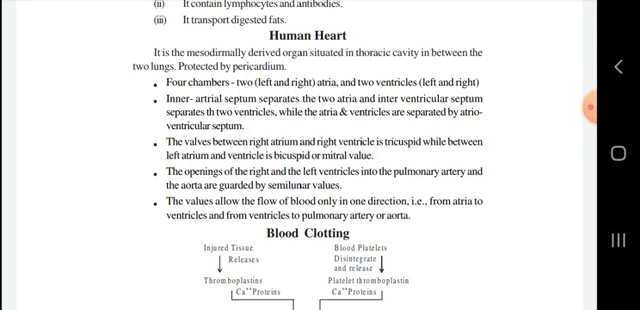 (ii) It contain lymphocytes and antibodies.
(iii) It transport digested fats.
Human Heart
It is the mesodirmally derived organ situated in thoracic cavity in between the
two lungs. Protected by pericardium.
• Four chambers - two (left and right) atria, and two ventricles (left and right)
• Inner- artrial septum separates the two atria and inter ventricular septum
separates th two ventricles, while the atria & ventricles are separated by atrio-
ventricular septum.
• The valves between right atrium and right ventricle is tricuspid while between
left atrium and ventricle is bicuspid or mitral value.
• The openings of the right and the left ventricles into the pulmonary artery and
the aorta are guarded by semilunar values.
• The values allow the flow of blood only in one direction, i.e., from atria to
ventricles and from ventricles to pulmonary artery or aorta.
Blood Clotting
Injured Tissue Blood Platelets
Releases Disintegrate
and release
Thromboplastins Platelet thromboplastin
Ca⁺⁺Proteins Ca⁺⁺Proteins